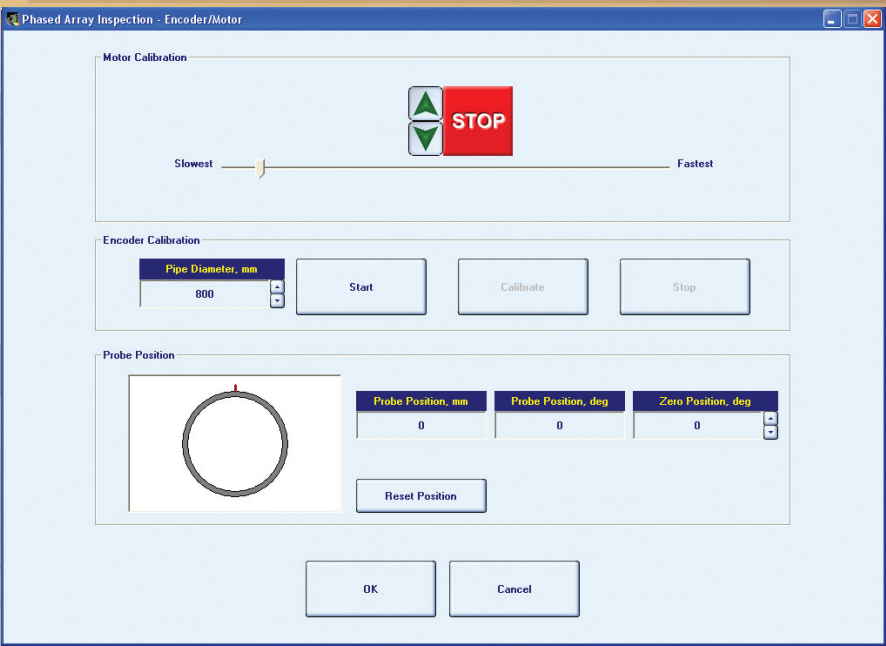 Phased Array Inspection - Encoder/Motor
Motor Calibration
STOP
Slowest Fastest
Encoder Calibration
Pipe Diameter, mm
800
Start Calibrate Stop
Probe Position
Probe Position, mm Probe Position, deg Zero Position, deg
0 0 0
Reset Position
OK Cancel